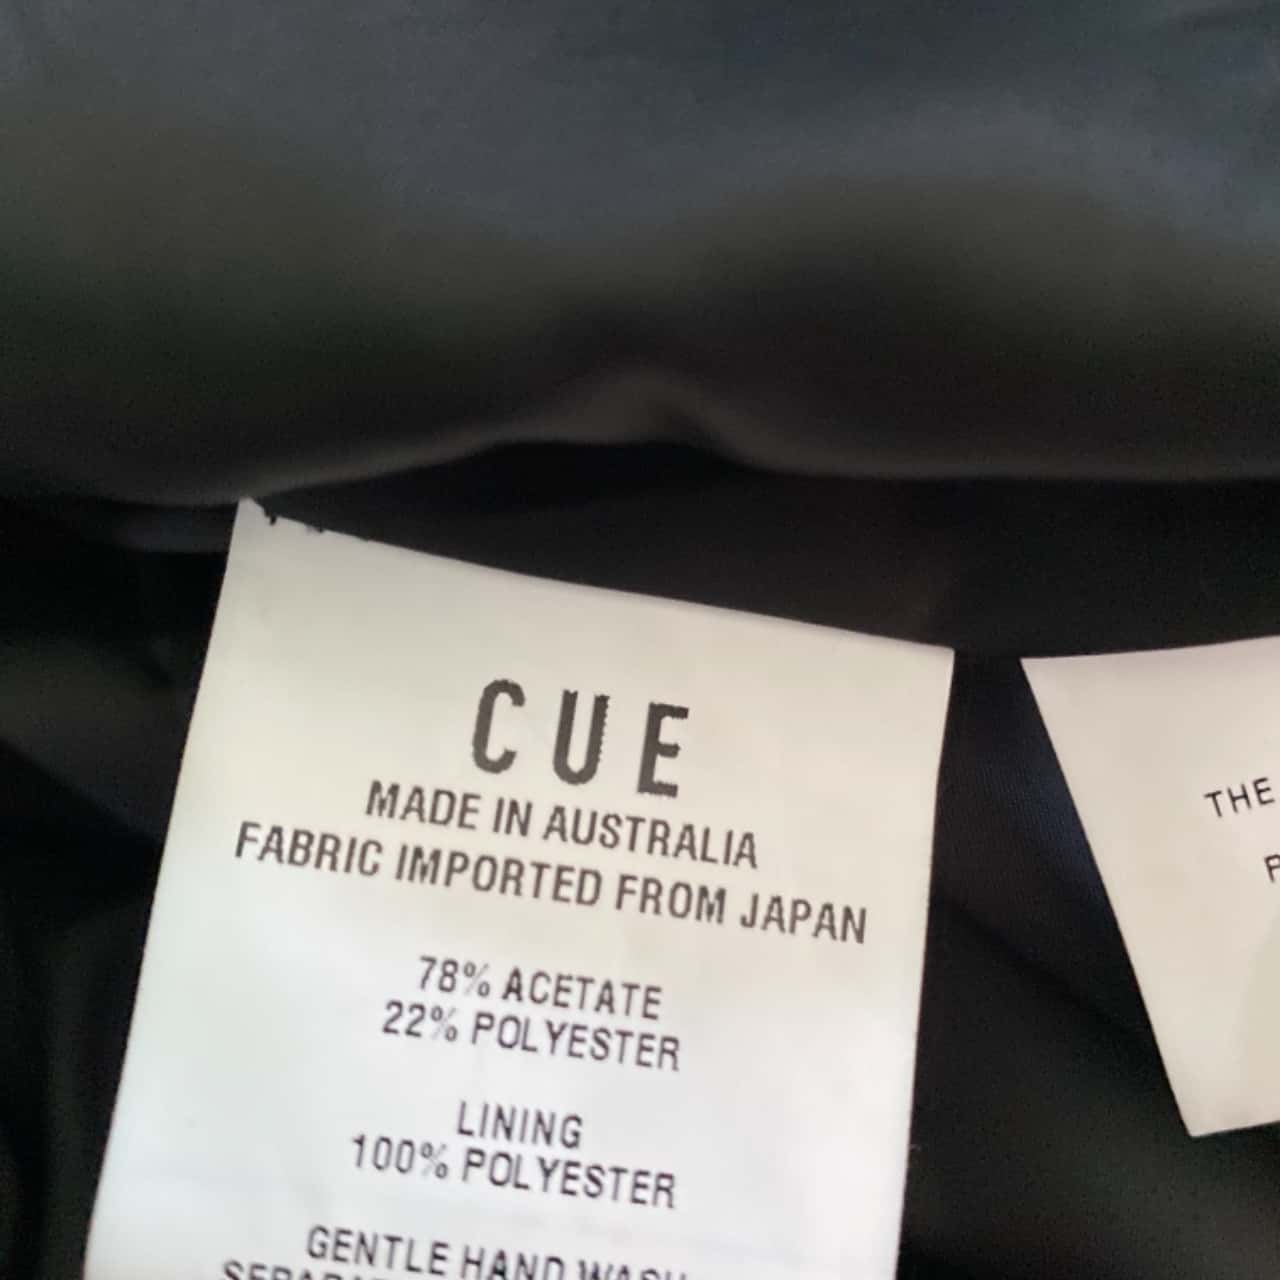 CUE
MADE IN AUSTRALIA
FABRIC IMPORTED FROM JAPAN
78% ACETATE
22% POLYESTER
LINING
100% POLYESTER
GENTLE HAND WASH
THE